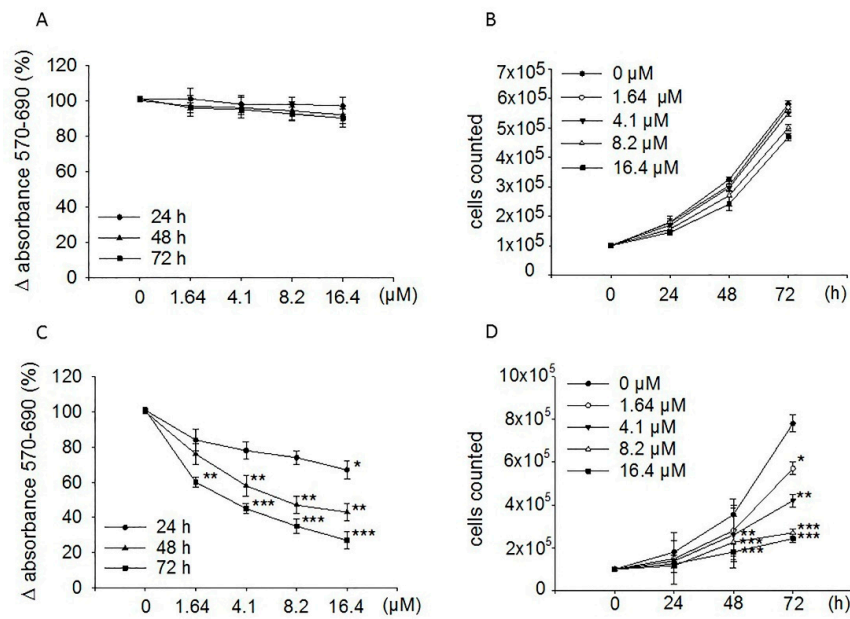 A
Δ absorbance 570-690 (%)
120
100
80
60
40
20
0
24 h
48 h
72 h
0 1.64 4.1 8.2 16.4 (µM)
B
cells counted
7x10⁵
6x10⁵
5x10⁵
4x10⁵
3x10⁵
2x10⁵
1x10⁵
0
0 µM
1.64 µM
4.1 µM
8.2 µM
16.4 µM
0 24 48 72 (h)
C
Δ absorbance 570-690 (%)
120
100
80
60
40
20
0
*
**
**
**
**
***
***
***
24 h
48 h
72 h
0 1.64 4.1 8.2 16.4 (µM)
D
cells counted
10x10⁵
8x10⁵
6x10⁵
4x10⁵
2x10⁵
0
0 µM
1.64 µM
4.1 µM
8.2 µM
16.4 µM
*
**
**
***
***
***
***
0 24 48 72 (h)